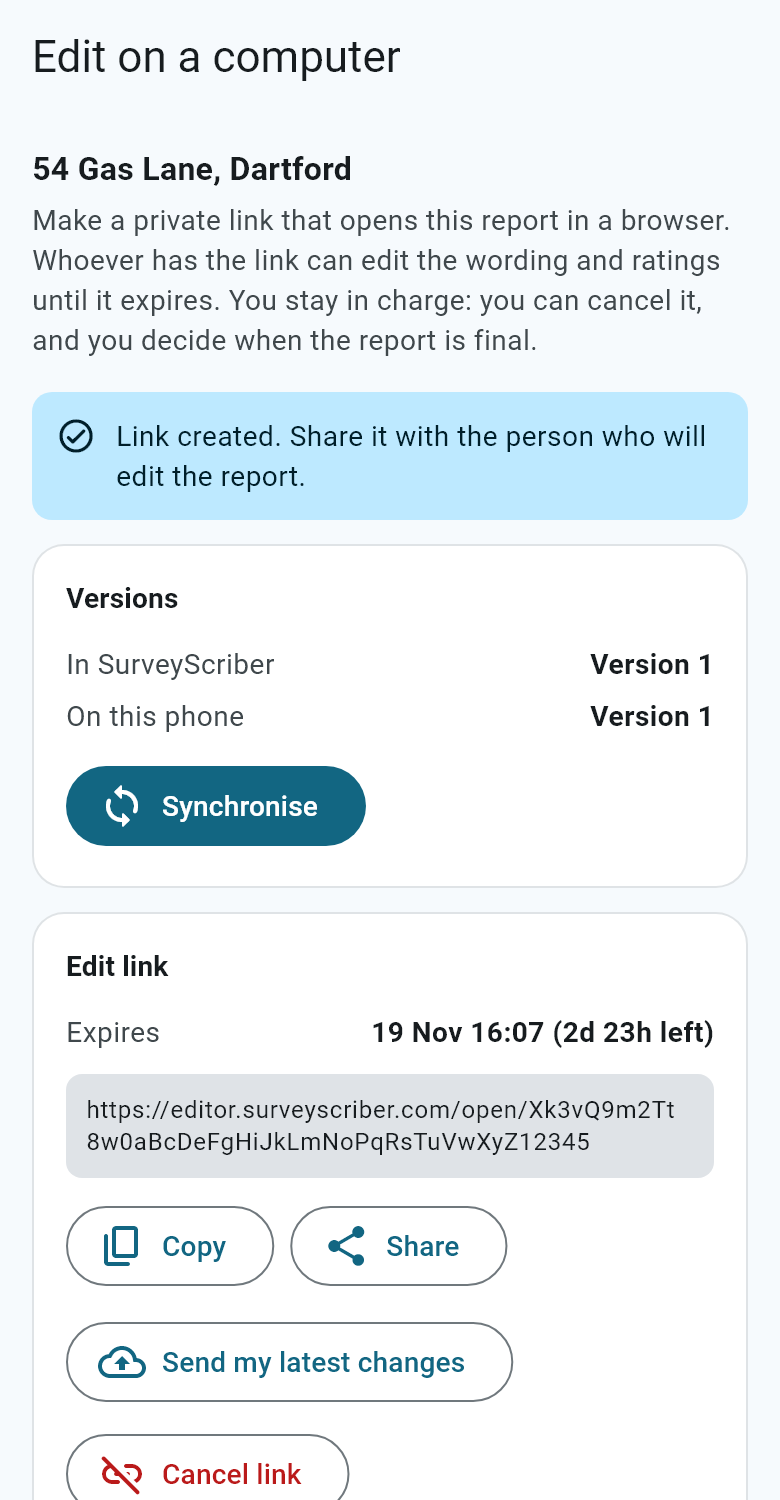 Edit on a computer
54 Gas Lane, Dartford
Make a private link that opens this report in a browser.
Whoever has the link can edit the wording and ratings
until it expires. You stay in charge: you can cancel it,
and you decide when the report is final.
Link created. Share it with the person who will
edit the report.
Versions
In SurveyScriber Version 1
On this phone Version 1
Synchronise
Edit link
Expires 19 Nov 16:07 (2d 23h left)
https://editor.surveyscriber.com/open/Xk3vQ9m2Tt
8w0aBcDeFgHiJkLmNoPqRsTuVwXyZ12345
Copy Share
Send my latest changes
Cancel link